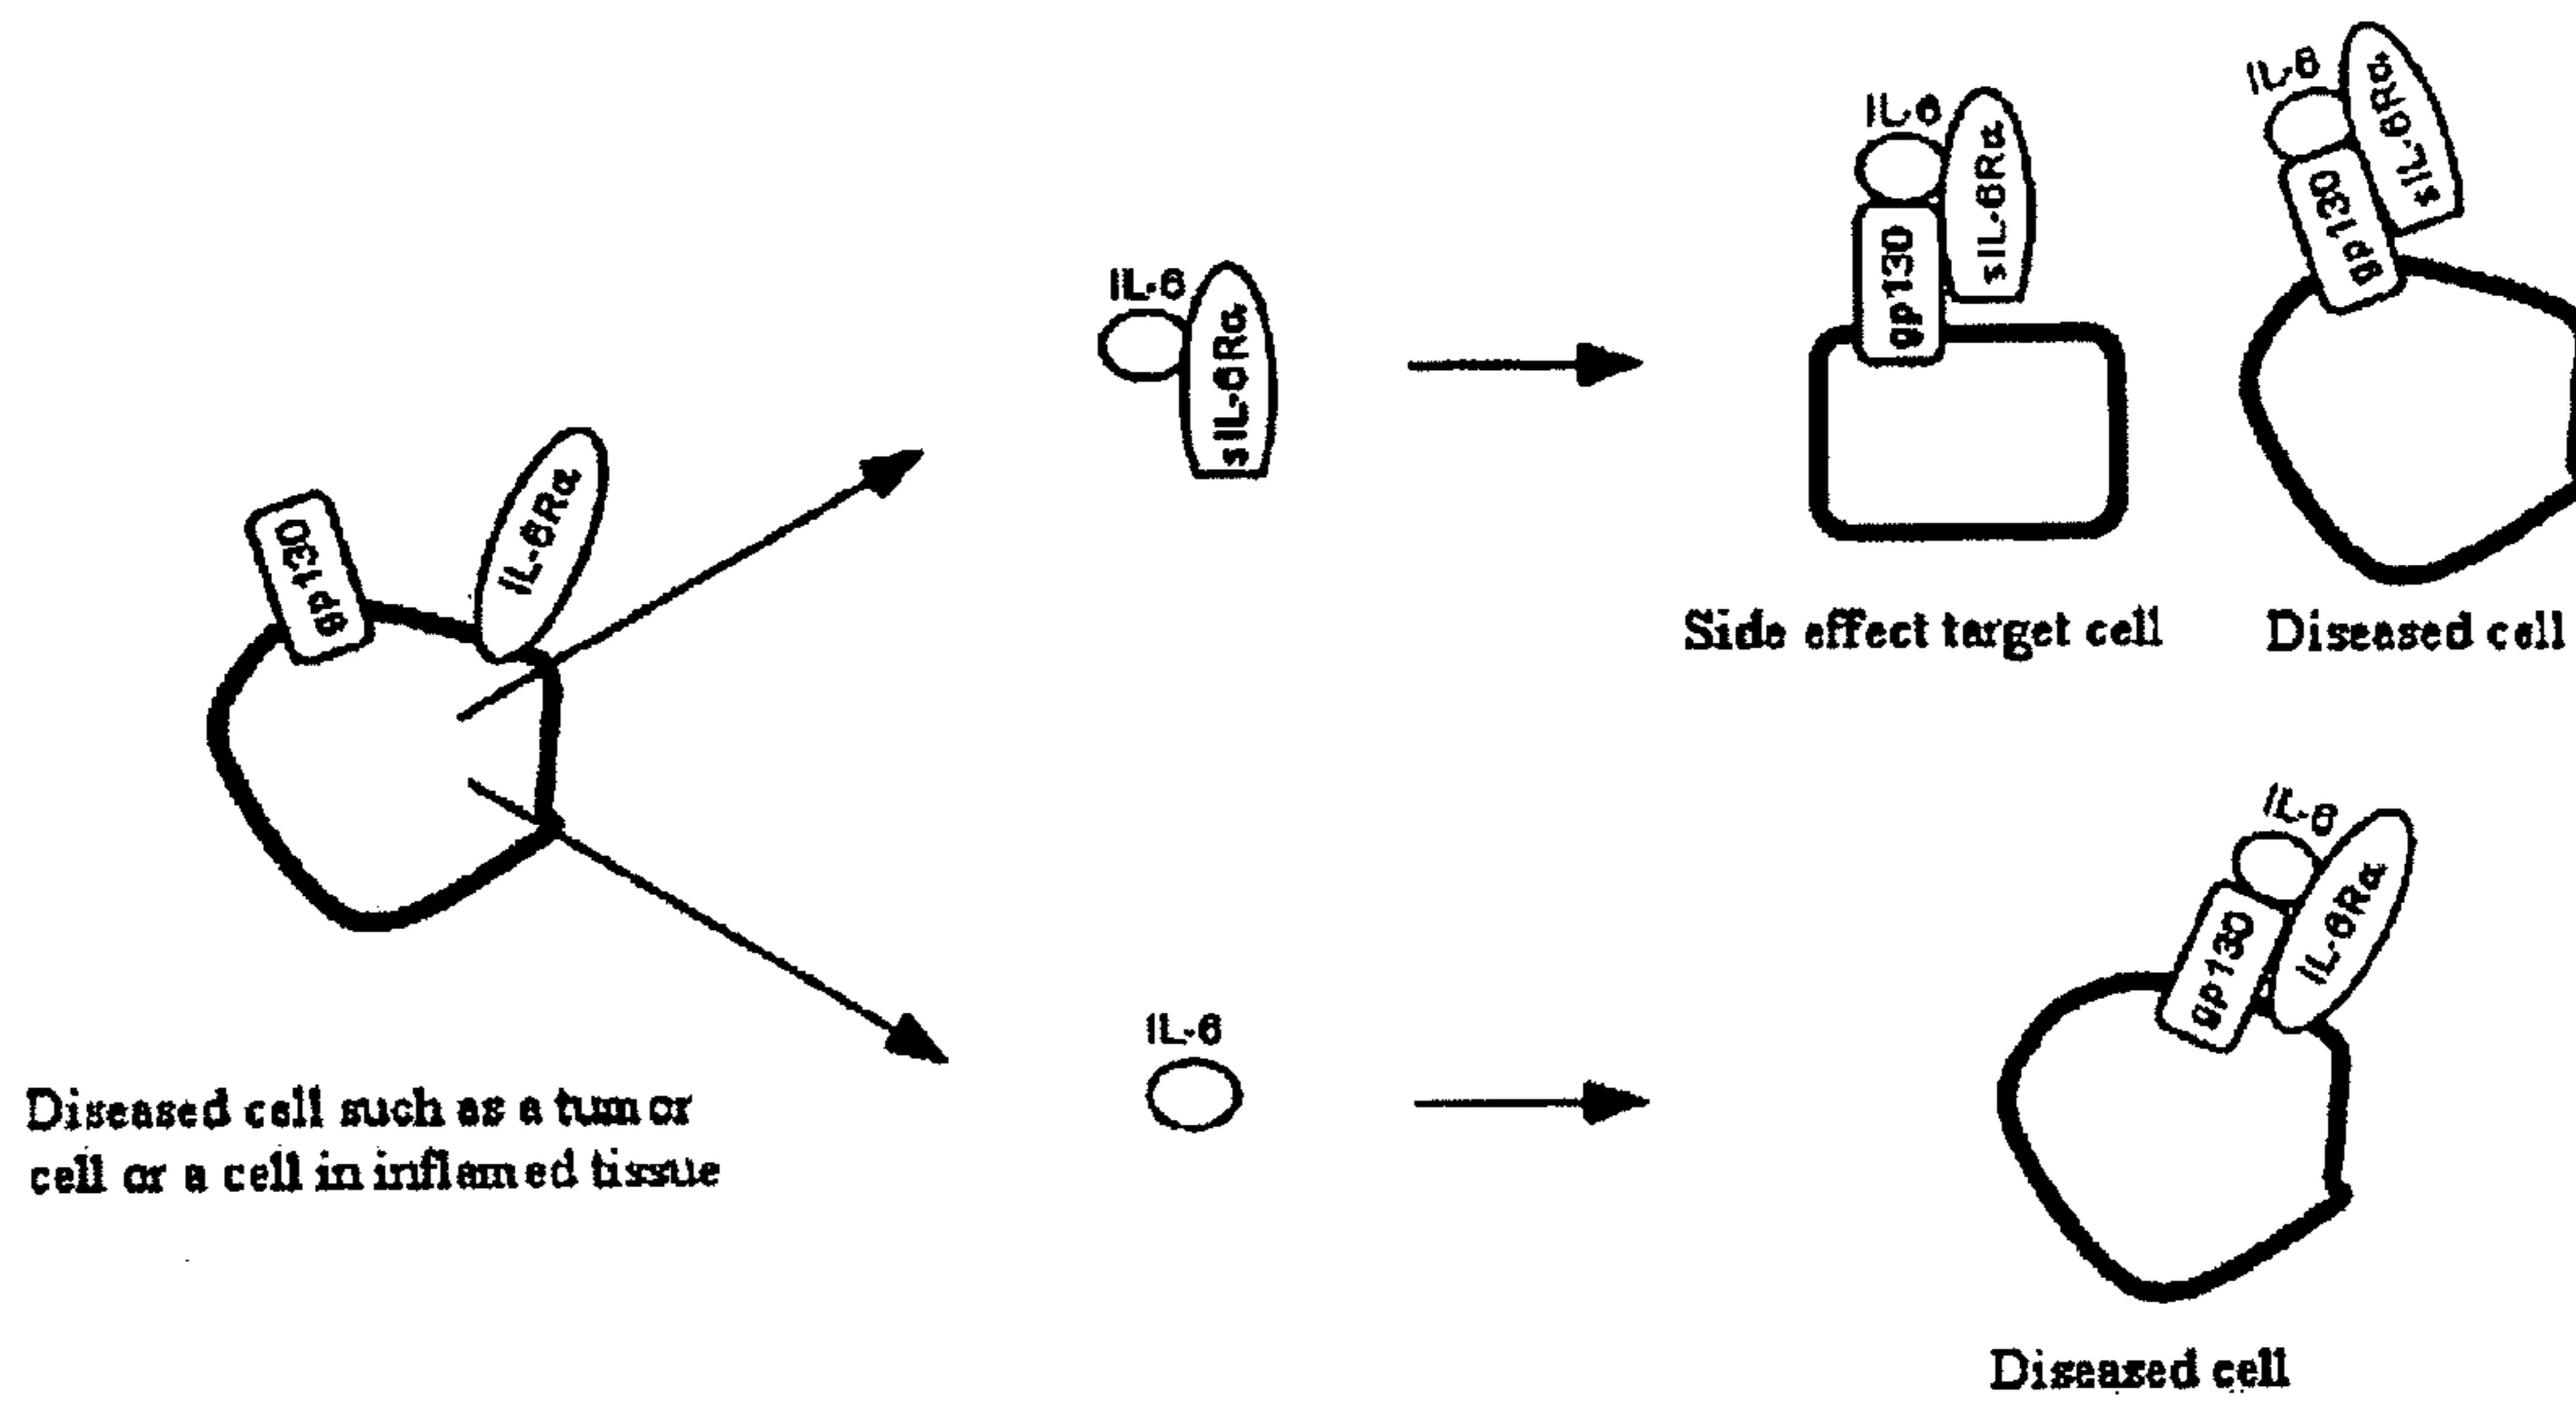 IL-6
sIL-6Rα
gp130
IL-6
sIL-6Rα
gp130
IL-6
sIL-6Rα
Side effect target cell
Diseased cell
gp130
IL-6Rα
Diseased cell such as a tumor
cell or a cell in inflamed tissue
IL-6
IL-6
gp130
IL-6Rα
Diseased cell